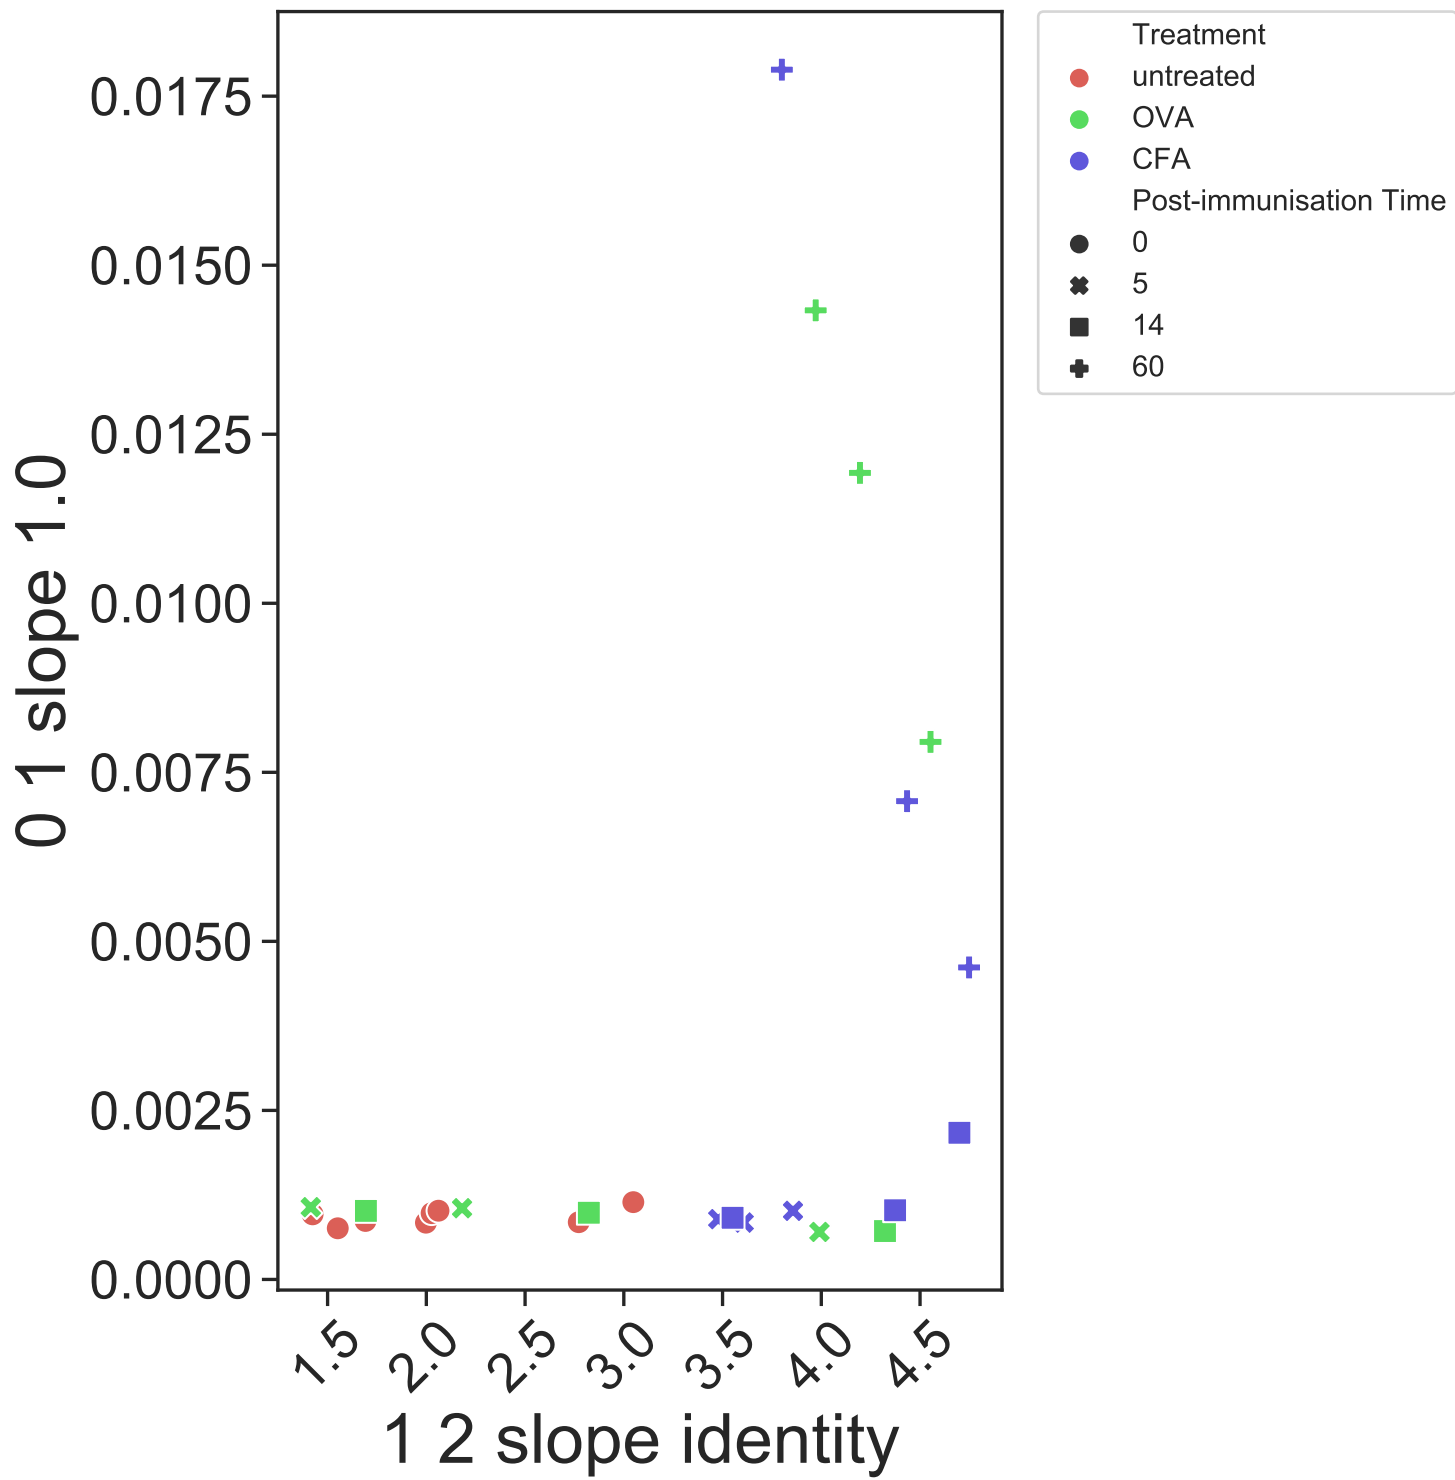 0 1 slope 1.0
0.0175
0.0150
0.0125
0.0100
0.0075
0.0050
0.0025
0.0000
1.5 2.0 2.5 3.0 3.5 4.0 4.5
1 2 slope identity
Treatment
untreated
OVA
CFA
Post-immunisation Time
0
5
14
60